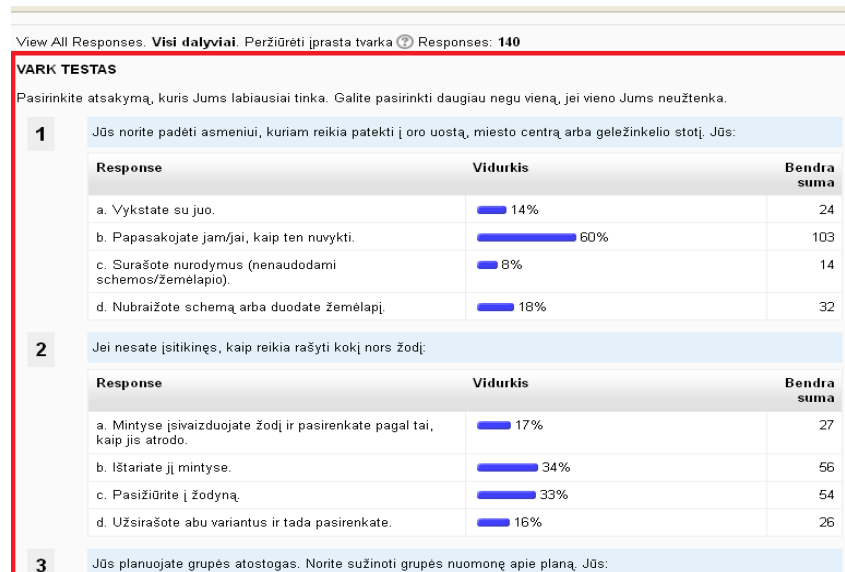 View All Responses. Visi dalyviai. Peržiūrėti įprasta tvarka ? Responses: 140
VARK TESTAS
Pasirinkite atsakymą, kuris Jums labiausiai tinka. Galite pasirinkti daugiau negu vieną, jei vieno Jums neužtenka.
1 Jūs norite padėti asmeniui, kuriam reikia patekti į oro uostą, miesto centrą arba geležinkelio stotį. Jūs:
Response Vidurkis Bendra
suma
a. Vykstate su juo. 14% 24
b. Papasakojate jam/jai, kaip ten nuvykti. 60% 103
c. Surašote nurodymus (nenaudodami 8% 14
schemos/žemėlapio).
d. Nubraižote schemą arba duodate žemėlapį. 18% 32
2 Jei nesate įsitikinęs, kaip reikia rašyti kokį nors žodį:
Response Vidurkis Bendra
suma
a. Mintyse įsivaizduojate žodį ir pasirenkate pagal tai, 17% 27
kaip jis atrodo.
b. Ištariate jį mintyse. 34% 56
c. Pasižiūrite į žodyną. 33% 54
d. Užsirašote abu variantus ir tada pasirenkate. 16% 26
3 Jūs planuojate grupės atostogas. Norite sužinoti grupės nuomonę apie planą. Jūs: